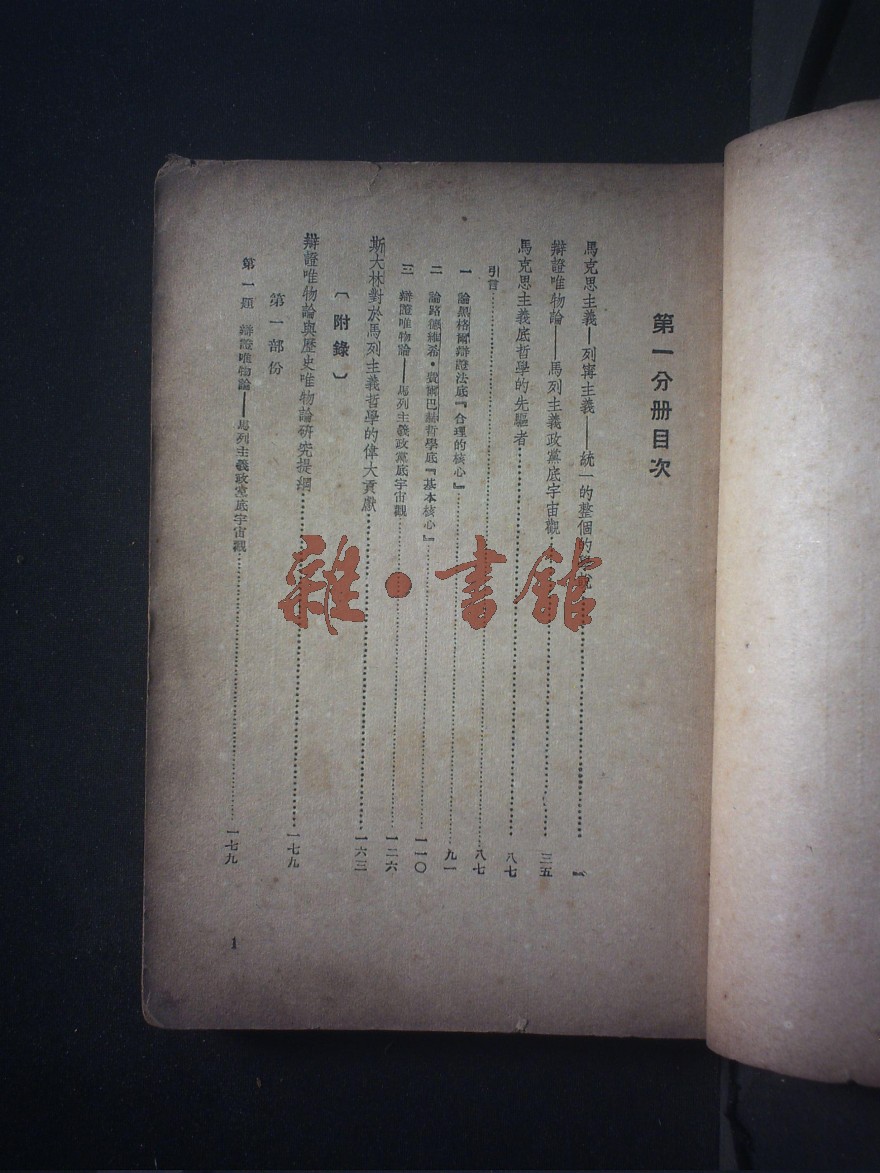 第一分册目次
馬克思主義—列寧主義——統一的整個的學說…………一
辯證唯物論——馬列主義政黨底宇宙觀…………三五
馬克思主義底哲學的先驅者…………八七
引言…………八七
一 論黑格爾辯證法底『合理的核心』…………九一
二 論路德維希·費爾巴赫哲學底『基本核心』…………一一〇
三 辯證唯物論——馬列主義政黨底宇宙觀…………一二六
斯大林對於馬列主義哲學的偉大貢獻…………一六三
〔附錄〕
辯證唯物論與歷史唯物論研究提綱…………一七九
第一部份
第一題 辯證唯物論——馬列主義政黨底宇宙觀…………一七九
1
雜·書館